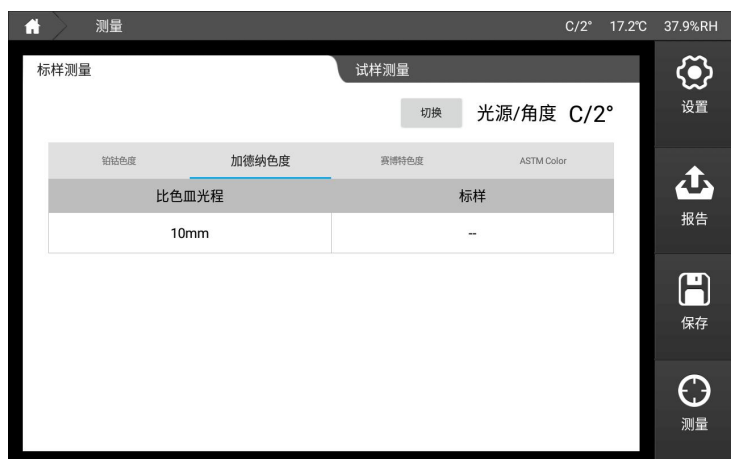 测量 C/2° 17.2℃ 37.9%RH
标样测量 试样测量
设置
切换 光源/角度 C/2°
铂钴色度 加德纳色度 赛博特色度 ASTM Color
比色皿光程 标样
报告
10mm --
保存
测量